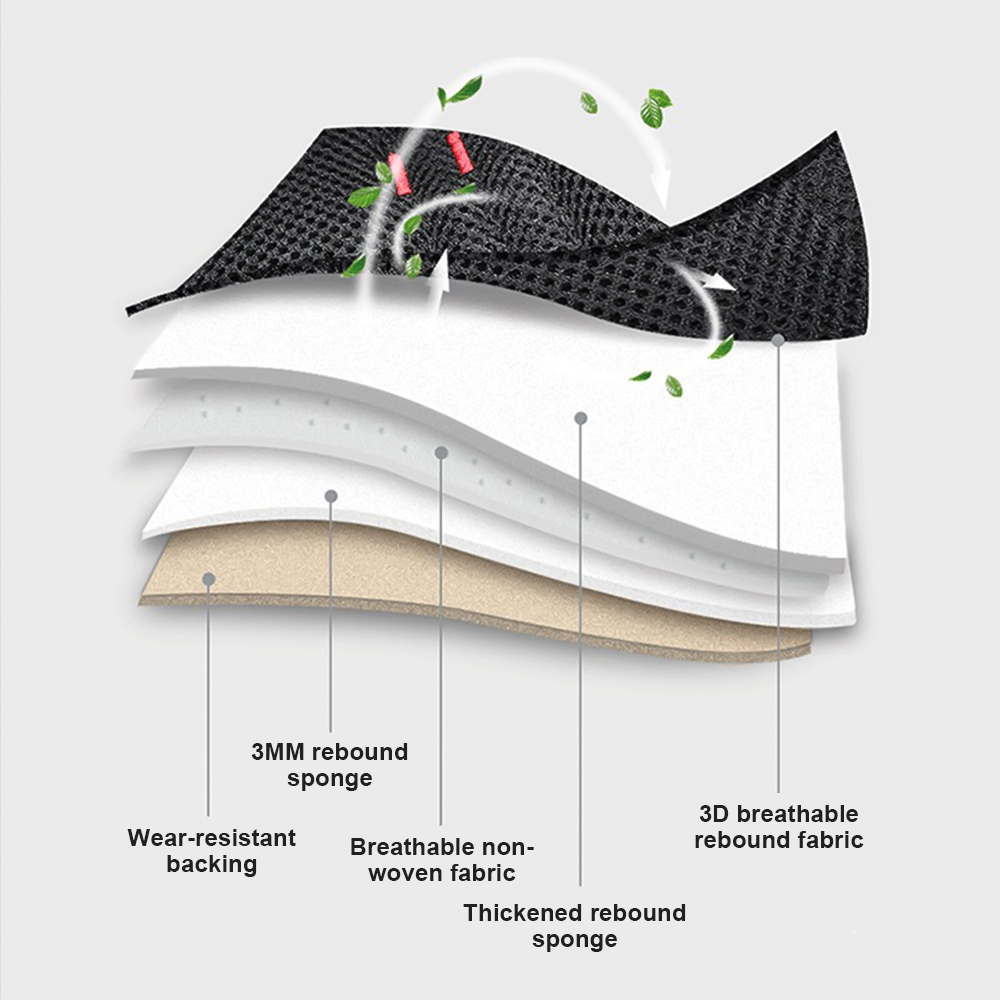 3MM rebound
sponge
Wear-resistant
backing
Breathable non-
woven fabric
3D breathable
rebound fabric
Thickened rebound
sponge